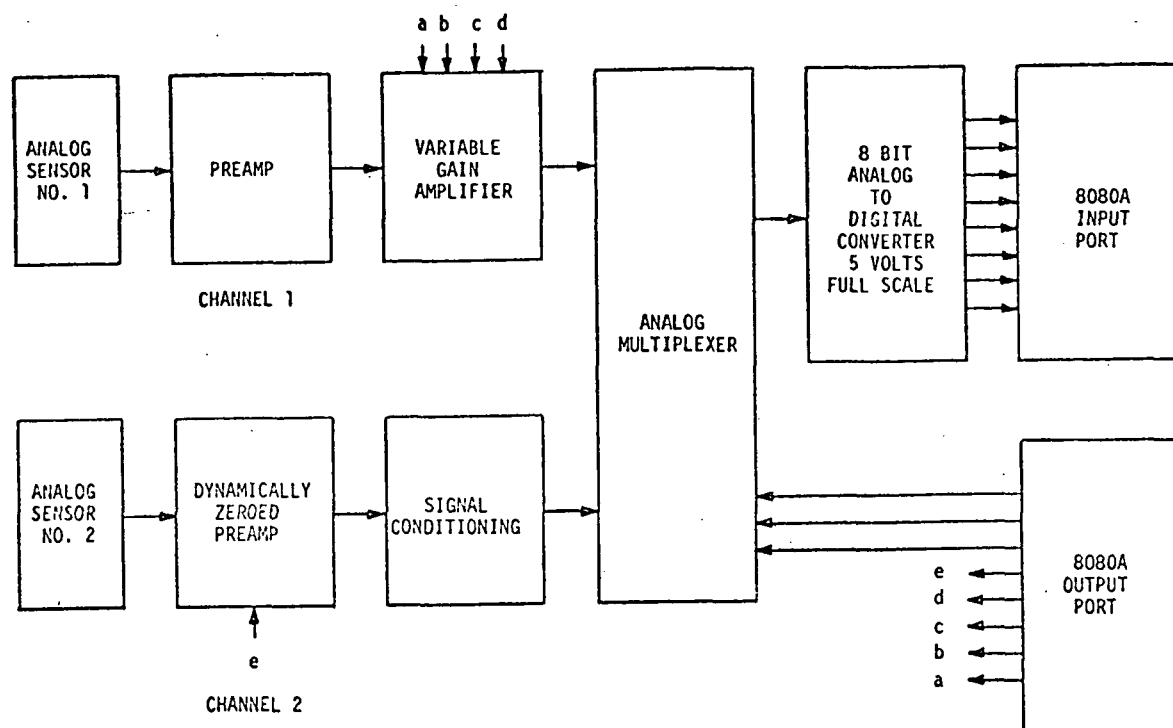 a b c d
ANALOG
SENSOR
NO. 1
PREAMP
VARIABLE
GAIN
AMPLIFIER
CHANNEL 1
ANALOG
MULTIPLEXER
8 BIT
ANALOG
TO
DIGITAL
CONVERTER
5 VOLTS
FULL SCALE
8080A
INPUT
PORT
ANALOG
SENSOR
NO. 2
DYNAMICALLY
ZEROED
PREAMP
SIGNAL
CONDITIONING
e
CHANNEL 2
e
d
c
b
a
8080A
OUTPUT
PORT